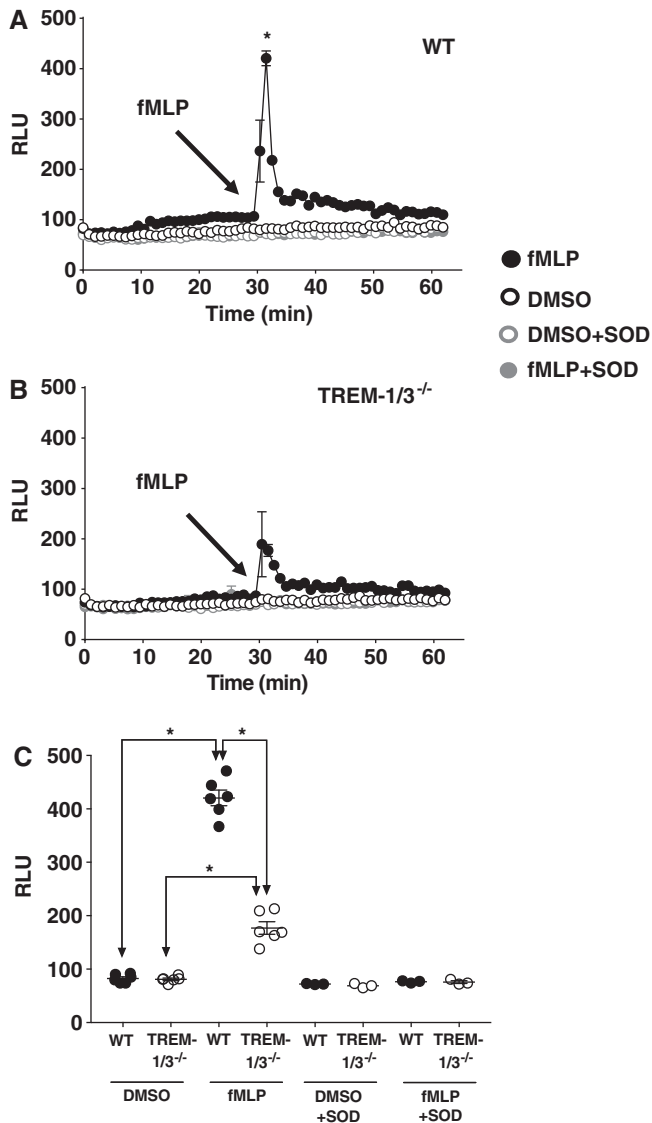 A
500
400
300
200
100
0
RLU
*
WT
fMLP
0 10 20 30 40 50 60
Time (min)
fMLP
DMSO
DMSO+SOD
fMLP+SOD
B
500
400
300
200
100
0
RLU
TREM-1/3-/-
fMLP
0 10 20 30 40 50 60
Time (min)
C
500
400
300
200
100
0
RLU
* *
*
WT TREM- WT TREM- WT TREM- WT TREM-
1/3-/- 1/3-/- 1/3-/- 1/3-/-
DMSO fMLP DMSO fMLP
+SOD +SOD